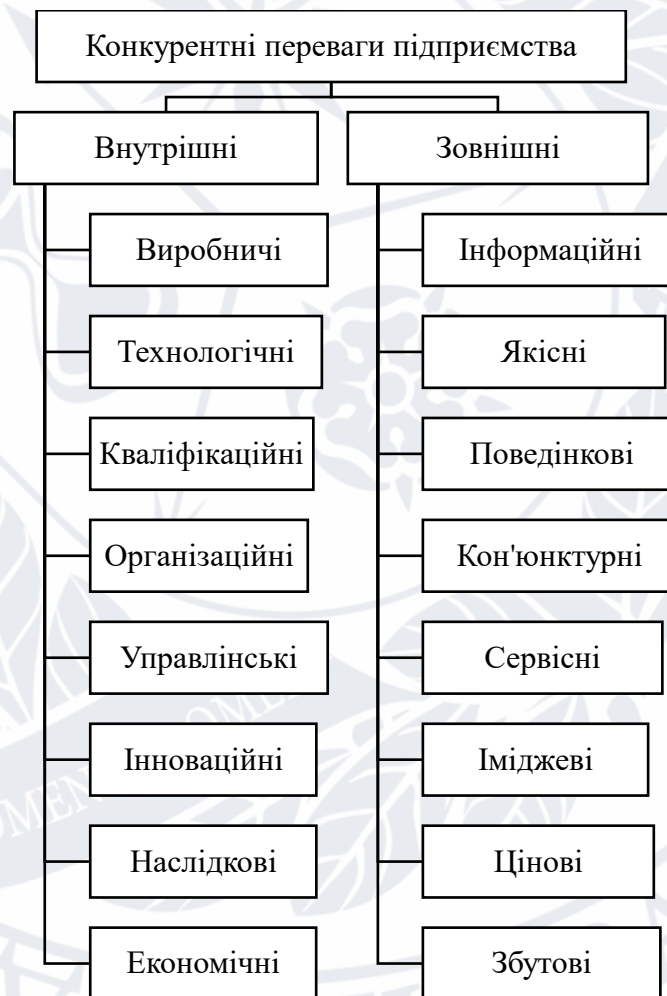 Конкурентні переваги підприємства
Внутрішні
Зовнішні
Виробничі
Інформаційні
Технологічні
Якісні
Кваліфікаційні
Поведінкові
Організаційні
Кон'юнктурні
Управлінські
Сервісні
Інноваційні
Іміджеві
Наслідкові
Цінові
Економічні
Збутові